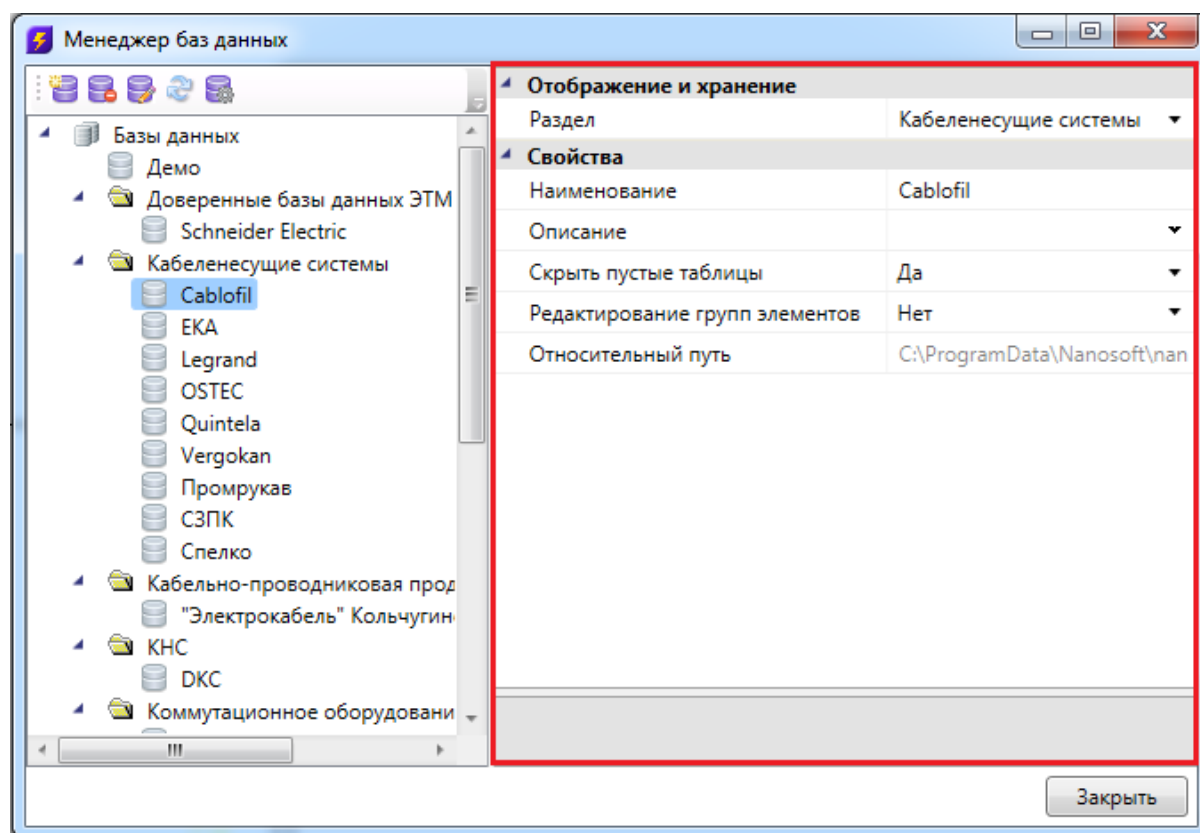 Менеджер баз данных
Базы данных
Демо
Доверенные базы данных ЭТМ
Schneider Electric
Кабеленесущие системы
Cablofil
EKA
Legrand
OSTEC
Quintela
Vergokan
Промрукав
СЗПК
Спелко
Кабельно-проводниковая прод
"Электрокабель" Кольчугин
КНС
DKC
Коммутационное оборудовани
Отображение и хранение
Раздел Кабеленесущие системы
Свойства
Наименование Cablofil
Описание
Скрыть пустые таблицы Да
Редактирование групп элементов Нет
Относительный путь C:\ProgramData\Nanosoft\nan
Закрыть